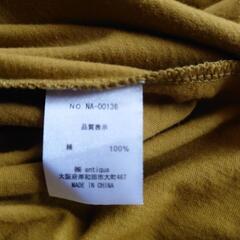 NO. NA-00136
品質表示
綿 100%
㈱ antiqua
大阪府岸和田市大町467
MADE IN CHINA